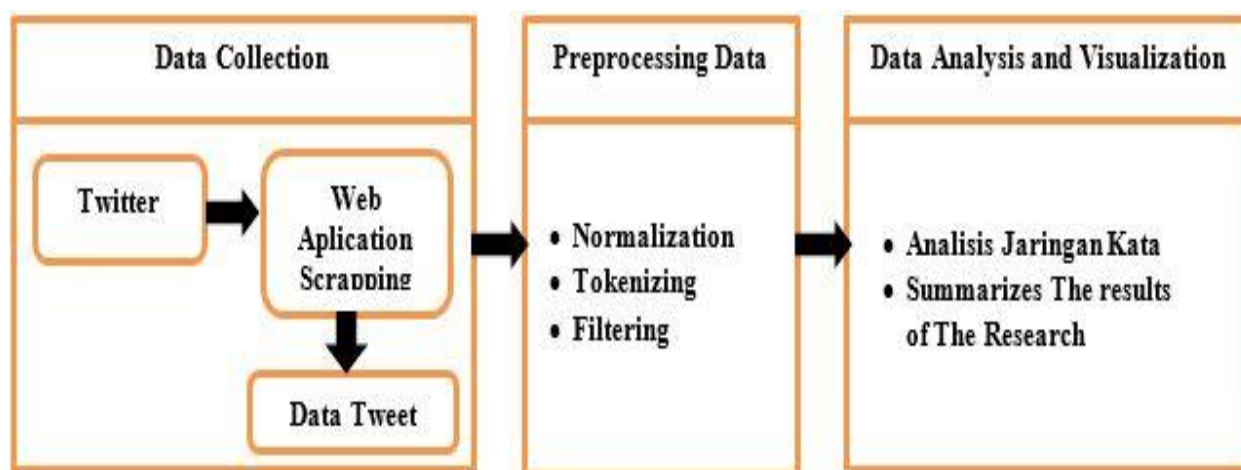 Data Collection
Preprocessing Data
Data Analysis and Visualization
Twitter
Web
Aplication
Scrapping
Data Tweet
• Normalization
• Tokenizing
• Filtering
• Analisis Jaringan Kata
• Summarizes The results
of The Research